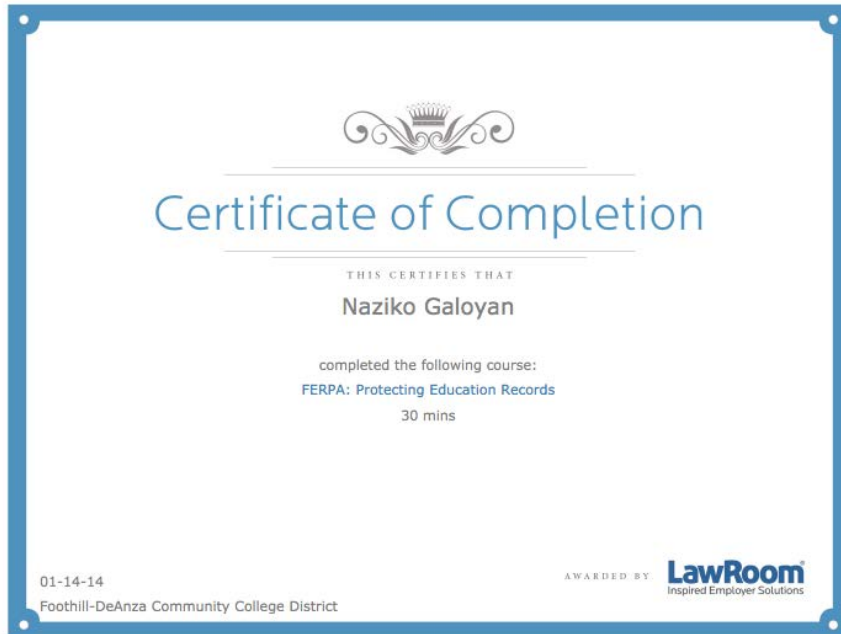 Certificate of Completion
THIS CERTIFIES THAT
Naziko Galoyan
completed the following course:
FERPA: Protecting Education Records
30 mins
01-14-14
Foothill-DeAnza Community College District
AWARDED BY
LawRoom®
Inspired Employer Solutions